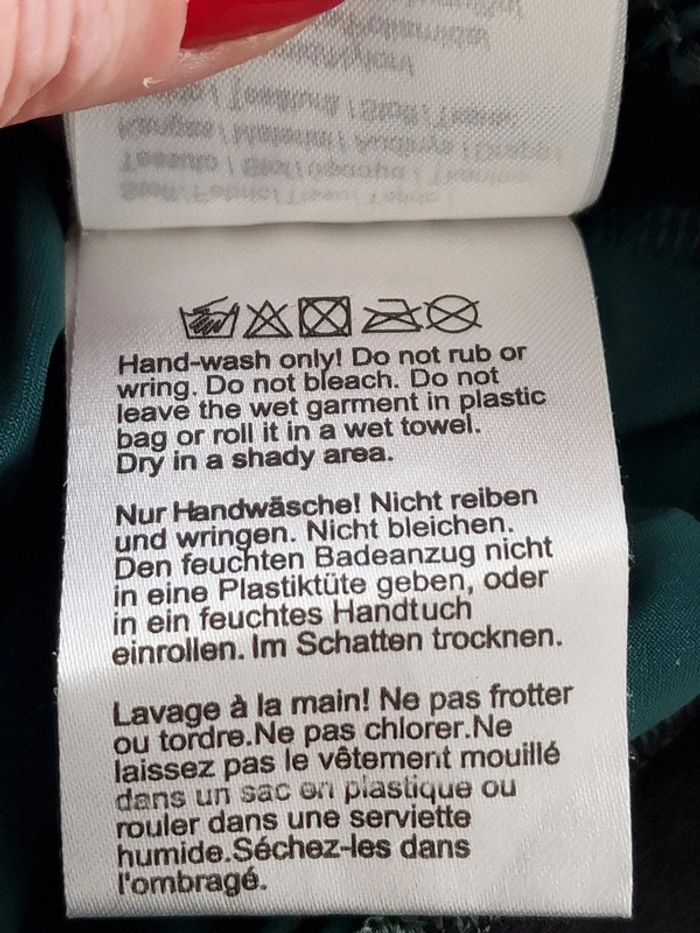 Hand-wash only! Do not rub or
wring. Do not bleach. Do not
leave the wet garment in plastic
bag or roll it in a wet towel.
Dry in a shady area.
Nur Handwäsche! Nicht reiben
und wringen. Nicht bleichen.
Den feuchten Badeanzug nicht
in eine Plastiktüte geben, oder
in ein feuchtes Handtuch
einrollen. Im Schatten trocknen.
Lavage à la main! Ne pas frotter
ou tordre.Ne pas chlorer.Ne
laissez pas le vêtement mouillé
dans un sac en plastique ou
rouler dans une serviette
humide.Séchez-les dans
l'ombragé.